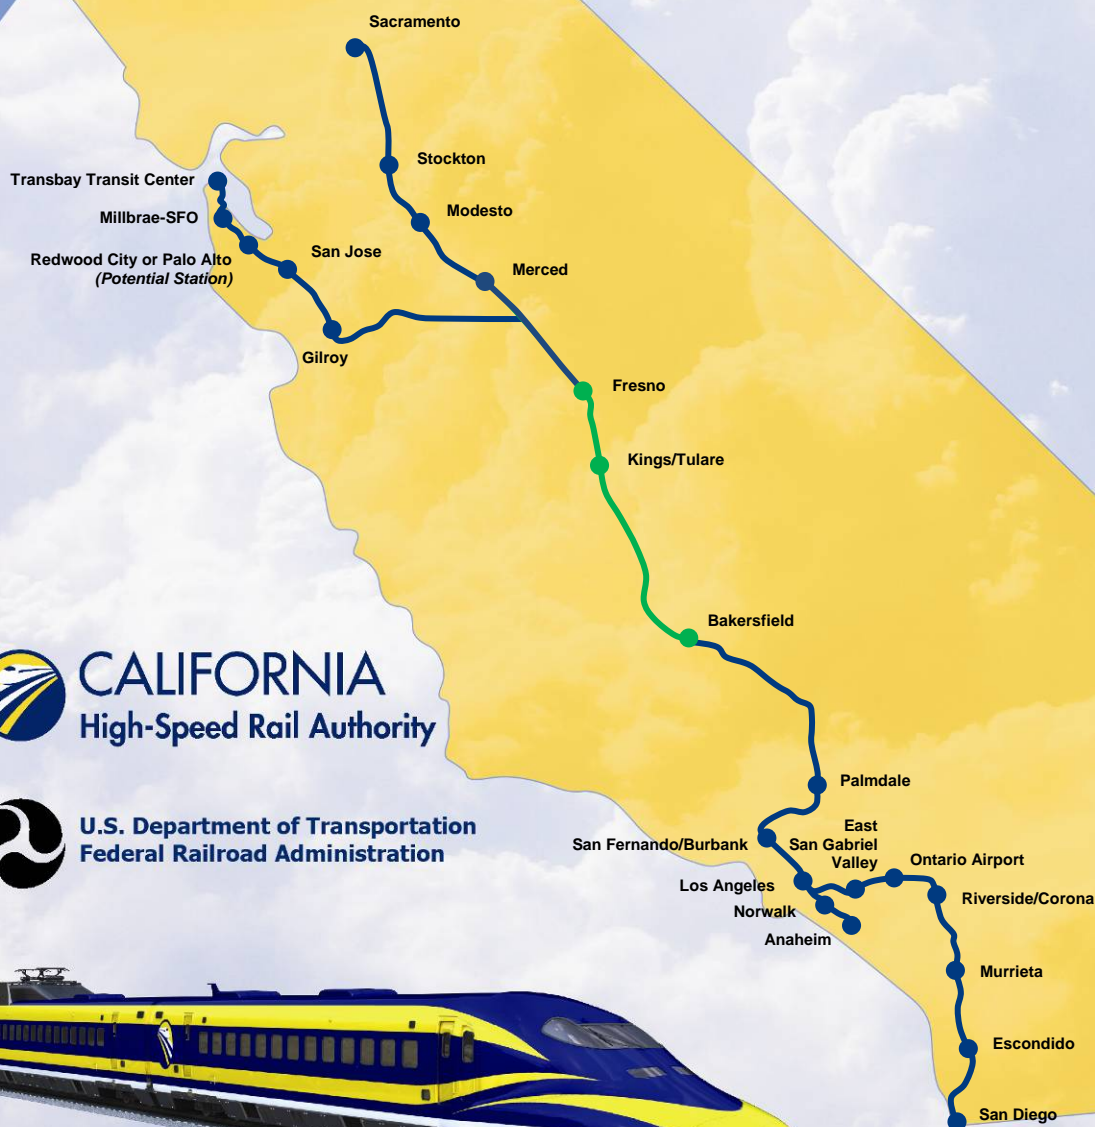 Sacramento
Stockton
Transbay Transit Center
Modesto
Millbrae-SFO
San Jose
Redwood City or Palo Alto
(Potential Station)
Merced
Gilroy
Fresno
Kings/Tulare
Bakersfield
CALIFORNIA
High-Speed Rail Authority
Palmdale
U.S. Department of Transportation
Federal Railroad Administration
San Fernando/Burbank
East
San Gabriel
Valley
Ontario Airport
Los Angeles
Riverside/Corona
Norwalk
Anaheim
Murrieta
Escondido
San Diego